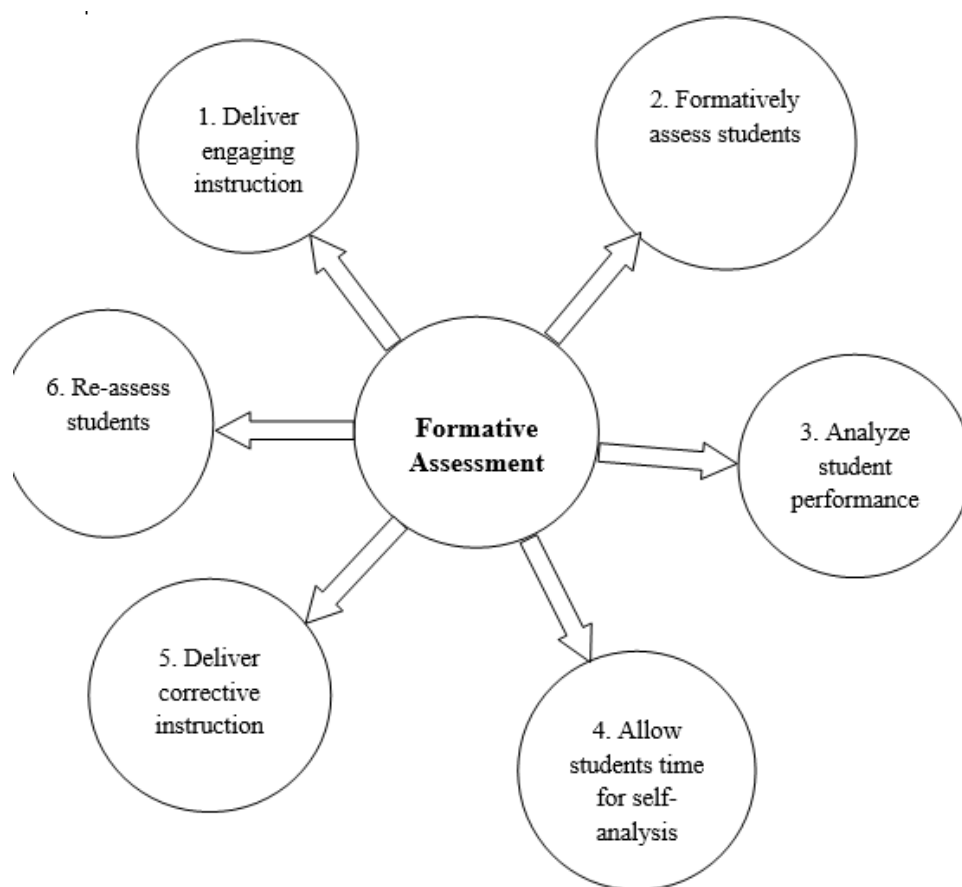 1. Deliver
engaging
instruction
2. Formatively
assess students
3. Analyze
student
performance
4. Allow
students time
for self-
analysis
5. Deliver
corrective
instruction
6. Re-assess
students
Formative
Assessment